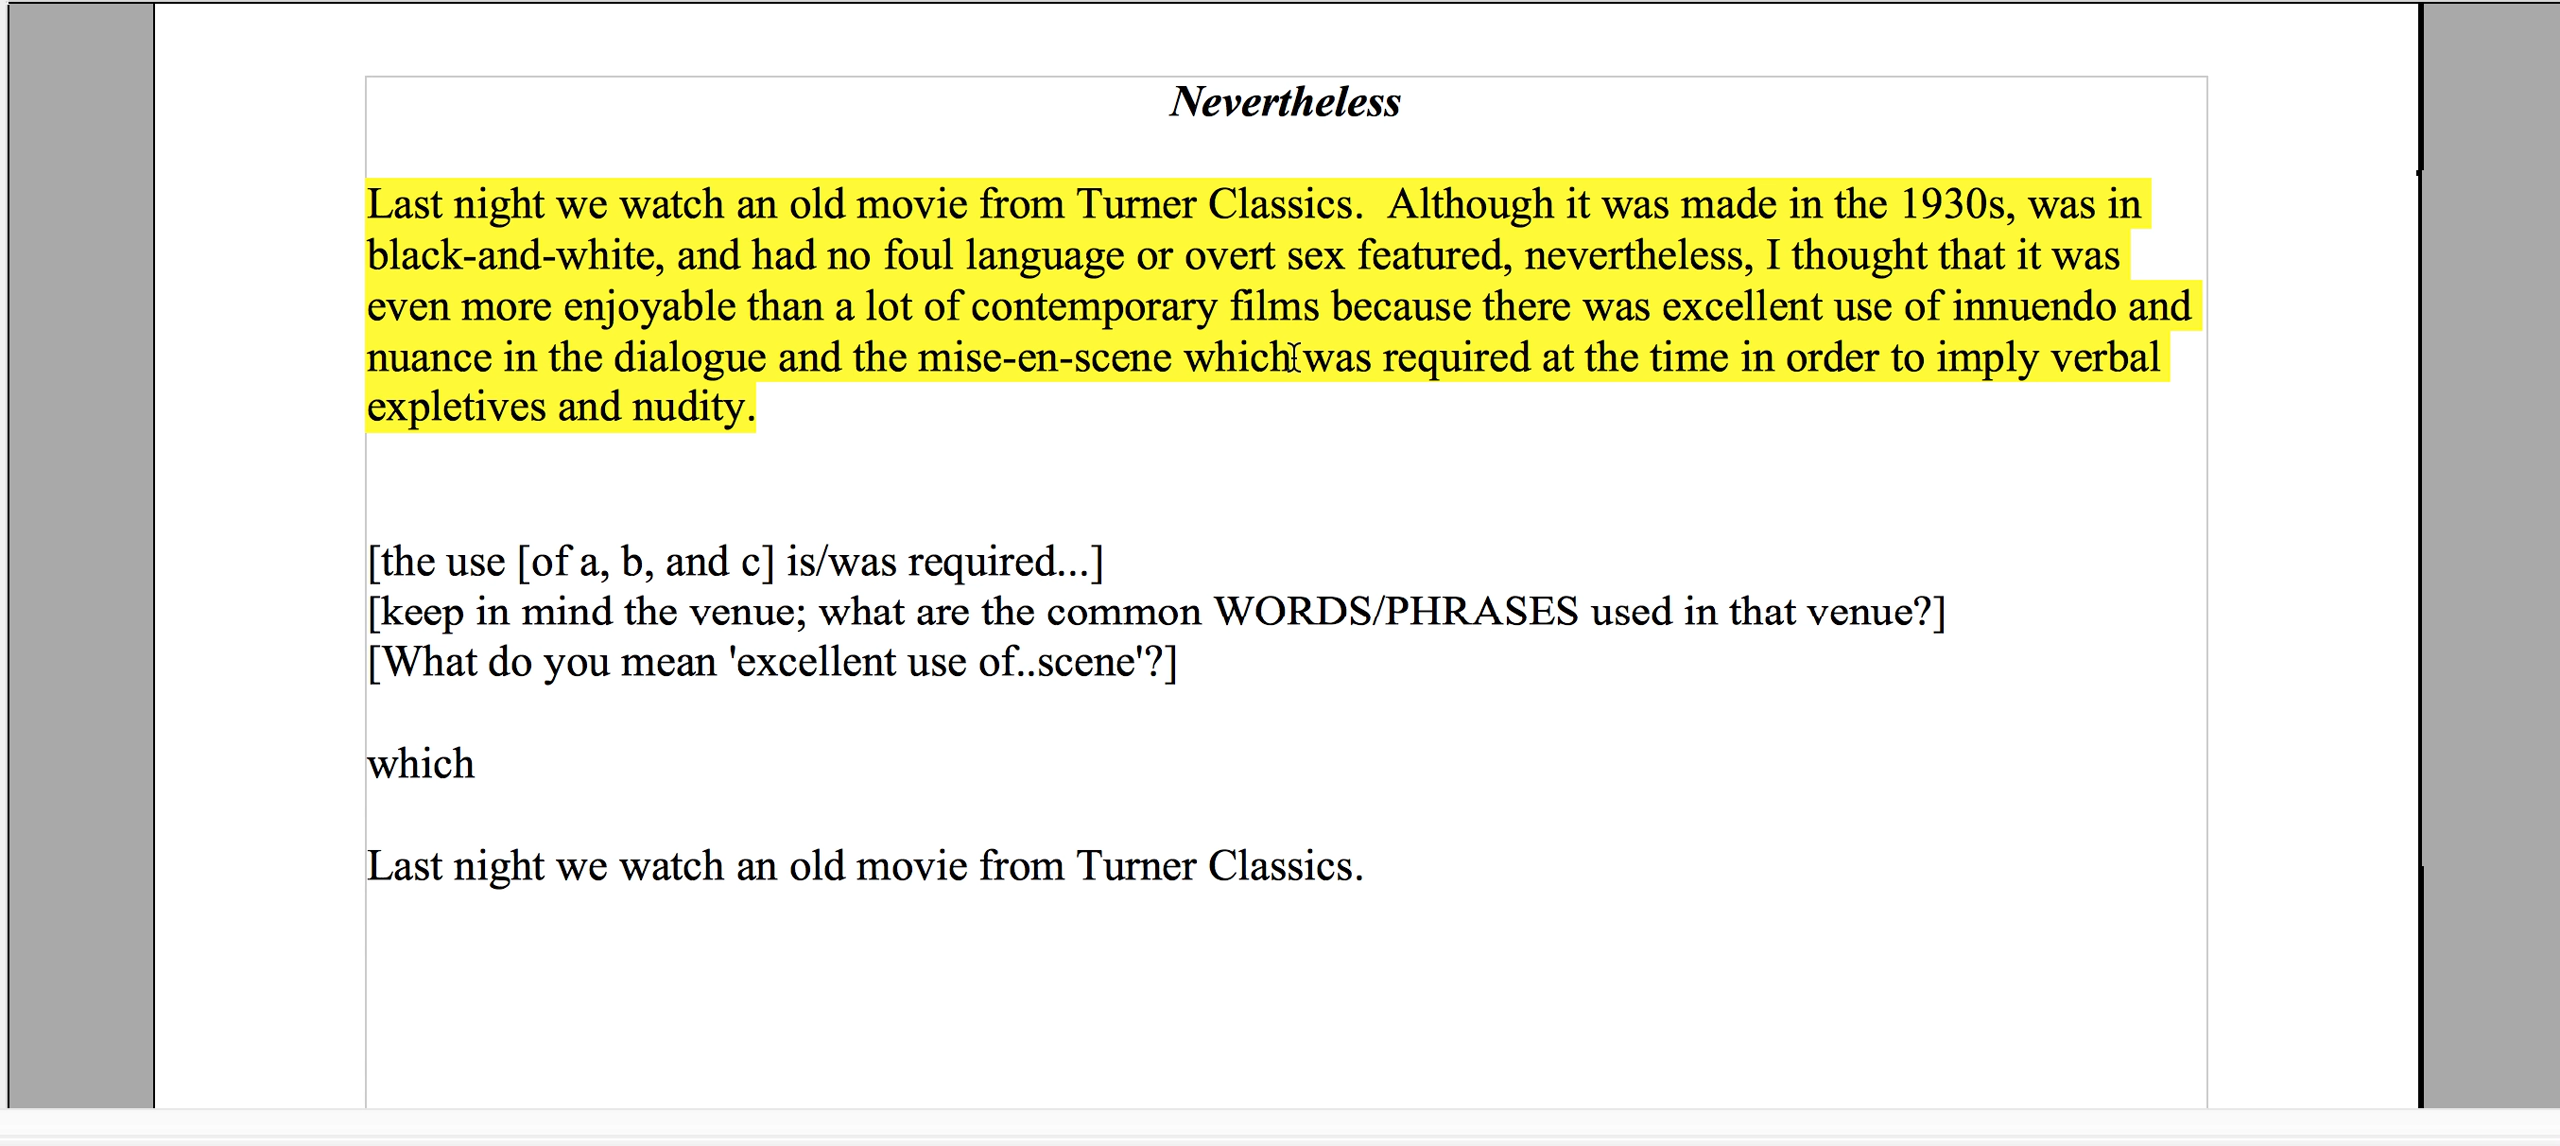 Nevertheless
Last night we watch an old movie from Turner Classics.  Although it was made in the 1930s, was in
black-and-white, and had no foul language or overt sex featured, nevertheless, I thought that it was
even more enjoyable than a lot of contemporary films because there was excellent use of innuendo and
nuance in the dialogue and the mise-en-scene which was required at the time in order to imply verbal
expletives and nudity.
[the use [of a, b, and c] is/was required...]
[keep in mind the venue; what are the common WORDS/PHRASES used in that venue?]
[What do you mean 'excellent use of..scene'?]
which
Last night we watch an old movie from Turner Classics.